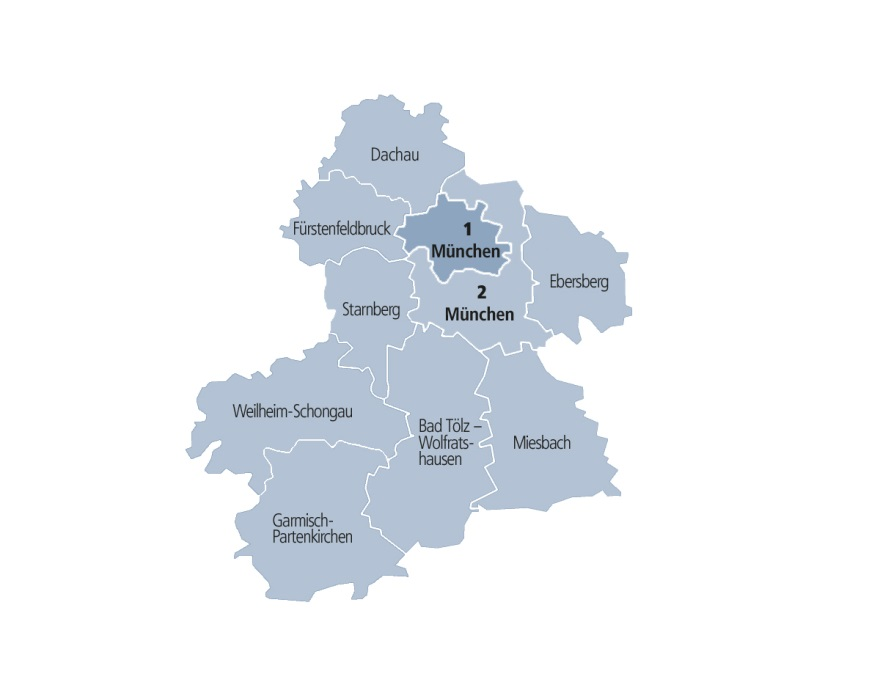 Dachau
Fürstenfeldbruck
1
München
2
München
Ebersberg
Starnberg
Weilheim-Schongau
Bad Tölz –
Wolfrats-
hausen
Miesbach
Garmisch-
Partenkirchen